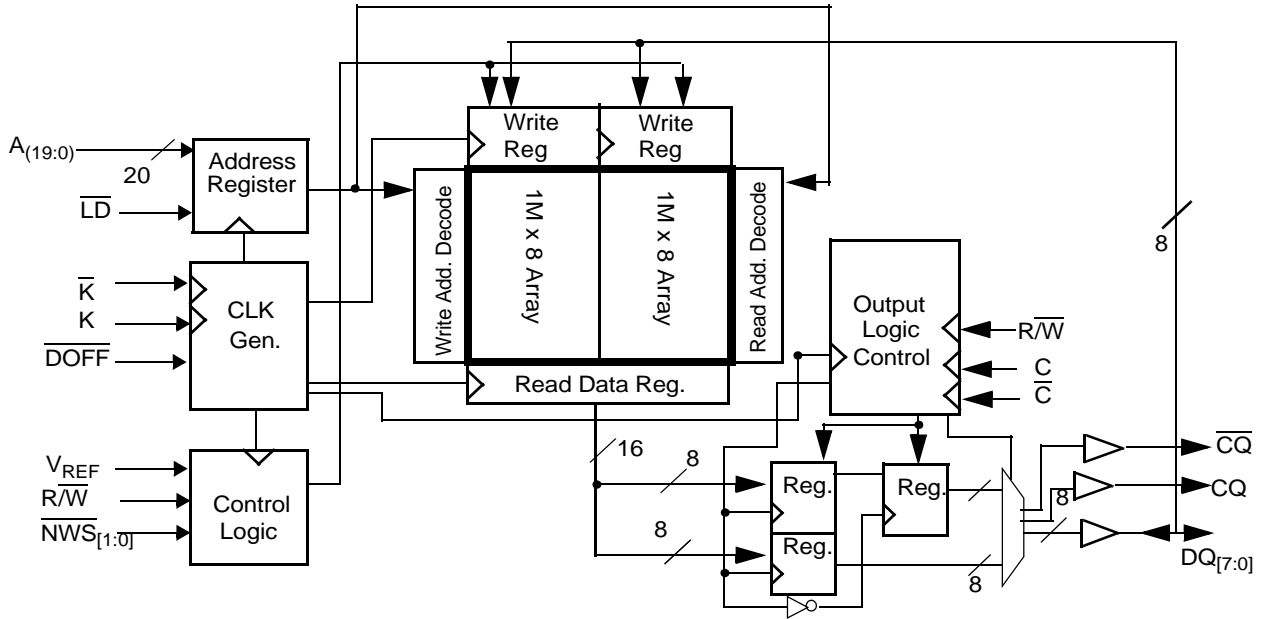 A(19:0)
20
LD
Address
Register
K
K
DOFF
CLK
Gen.
VREF
R/W
NWS[1:0]
Control
Logic
Write
Reg
Write
Reg
Write Add. Decode
1M x 8 Array
1M x 8 Array
Read Add. Decode
Read Data Reg.
16
8
8
Output
Logic
Control
R/W
C
C
Reg.
Reg.
Reg.
8
8
8
CQ
CQ
DQ[7:0]